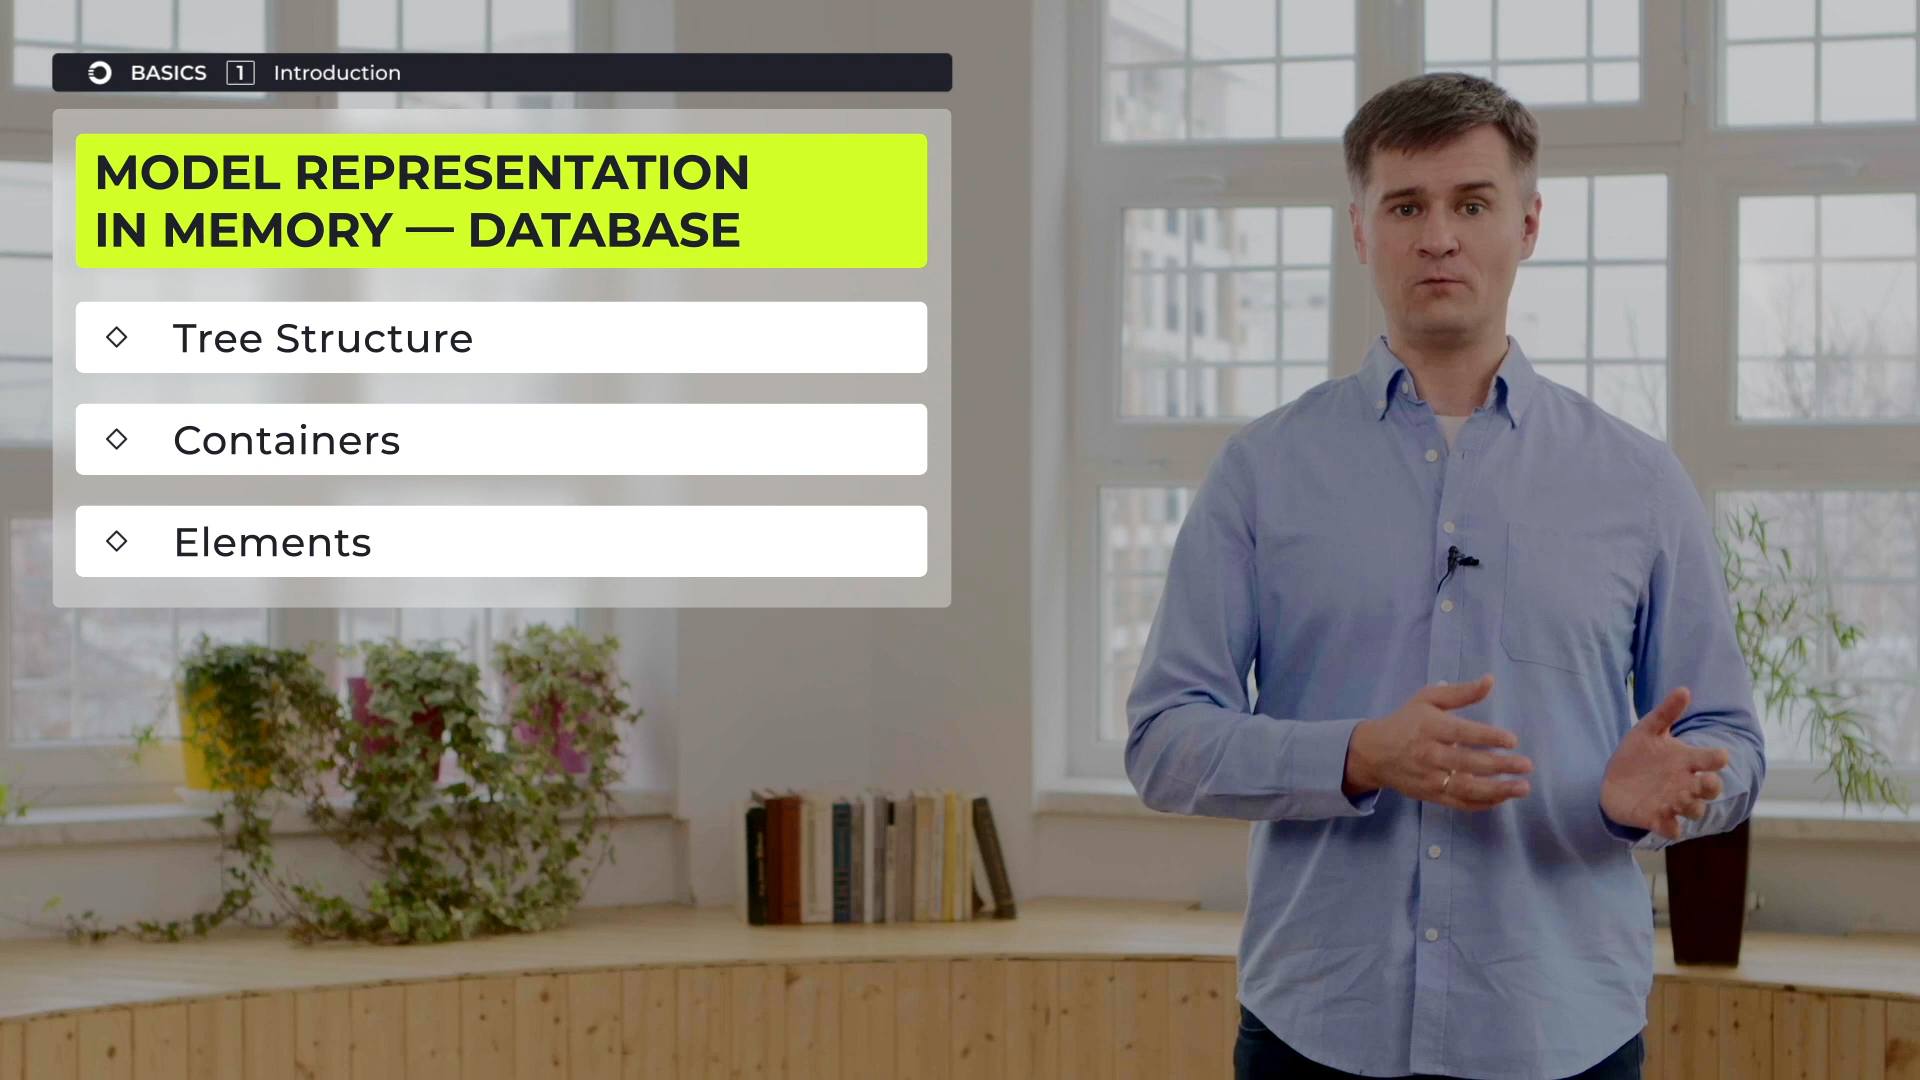 BASICS 1 Introduction
MODEL REPRESENTATION
IN MEMORY — DATABASE
Tree Structure
Containers
Elements